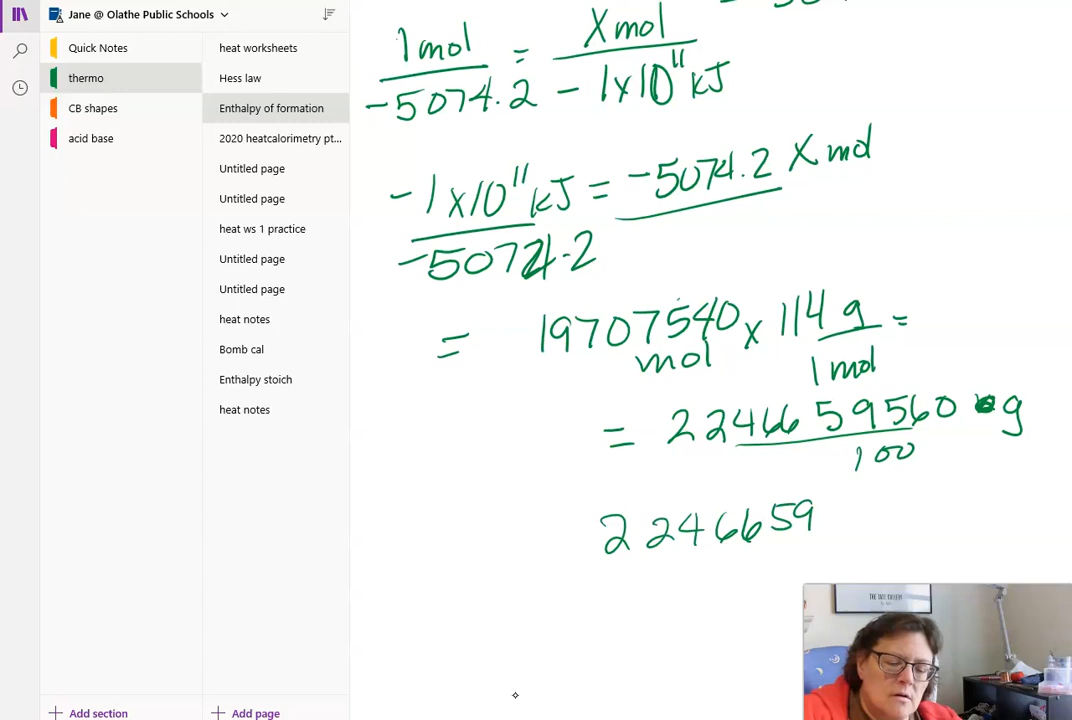 Jane @ Olathe Public Schools
Quick Notes
thermo
CB shapes
acid base
heat worksheets
Hess law
Enthalpy of formation
2020 heatcalorimetry pt...
Untitled page
Untitled page
heat ws 1 practice
Untitled page
Untitled page
heat notes
Bomb cal
Enthalpy stoich
heat notes
Add section
Add page
1mol = Xmol
-5074.2 -1x10^11 kJ
-1x10^11 kJ = -5074.2 X mol
-5074.2
= 19707540 mol x 114 g =
1 mol
= 2246659560 g
100
2246659